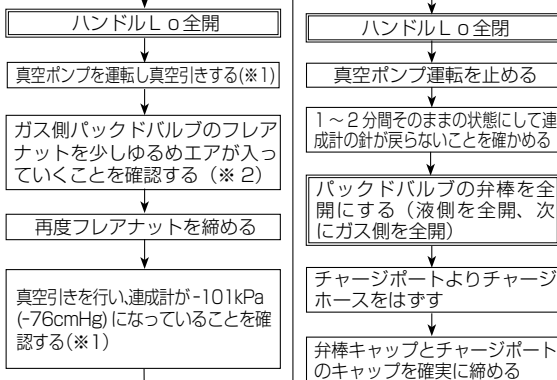 ハンドルＬｏ全開
真空ポンプを運転し真空引きする(※1)
ガス側パックドバルブのフレア
ナットを少しゆるめエアが入っ
ていくことを確認する（※２）
再度フレアナットを締める
真空引きを行い､連成計が-101kPa
(-76cmHg)になっていることを確
認する(※1)
ハンドルＬｏ全閉
真空ポンプ運転を止める
１～２分間そのままの状態にして連
成計の針が戻らないことを確かめる
パックドバルブの弁棒を全
開にする（液側を全開、次
にガス側を全開）
チャージポートよりチャージ
ホースをはずす
弁棒キャップとチャージポート
のキャップを確実に締める